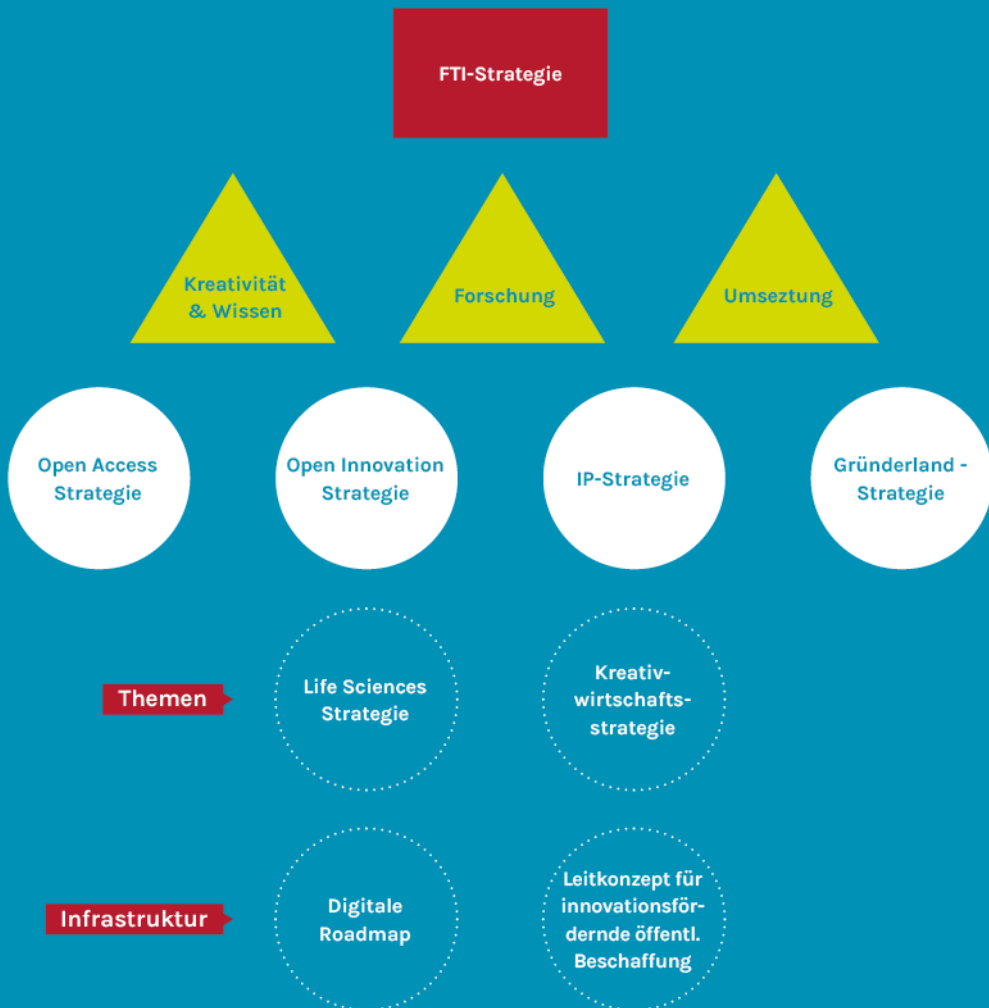 FTI-Strategie
Kreativität
& Wissen
Forschung
Umseztung
Open Access
Strategie
Open Innovation
Strategie
IP-Strategie
Gründerland -
Strategie
Themen
Life Sciences
Strategie
Kreativ-
wirtschafts-
strategie
Infrastruktur
Digitale
Roadmap
Leitkonzept für
innovationsför-
dernde öffentl.
Beschaffung